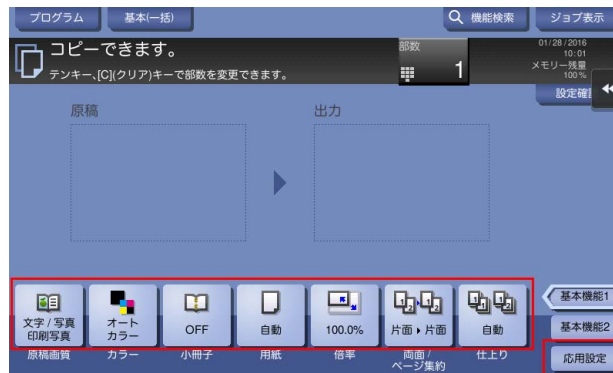 プログラム
基本(一括)
機能検索
ジョブ表示
コピーできます。
テンキー、[C](クリア)キーで部数を変更できます。
部数
1
01/28/2016
10:01
メモリー残量
100%
設定確
原稿
出力
文字 / 写真
印刷写真
オート
カラー
OFF
自動
100.0%
片面 ▸ 片面
自動
原稿画質
カラー
小冊子
用紙
倍率
両面 /
ページ集約
仕上り
基本機能1
基本機能2
応用設定